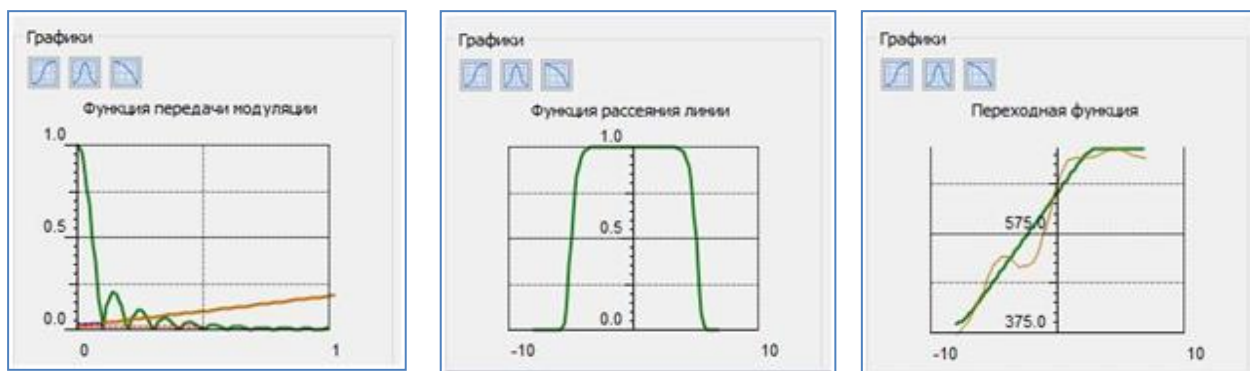 Графики
Функция передачи модуляции
1.0
0.5
0.0
0 1
Графики
Функция рассеяния линии
1.0
0.5
0.0
-10 10
Графики
Переходная функция
575.0
375.0
-10 10